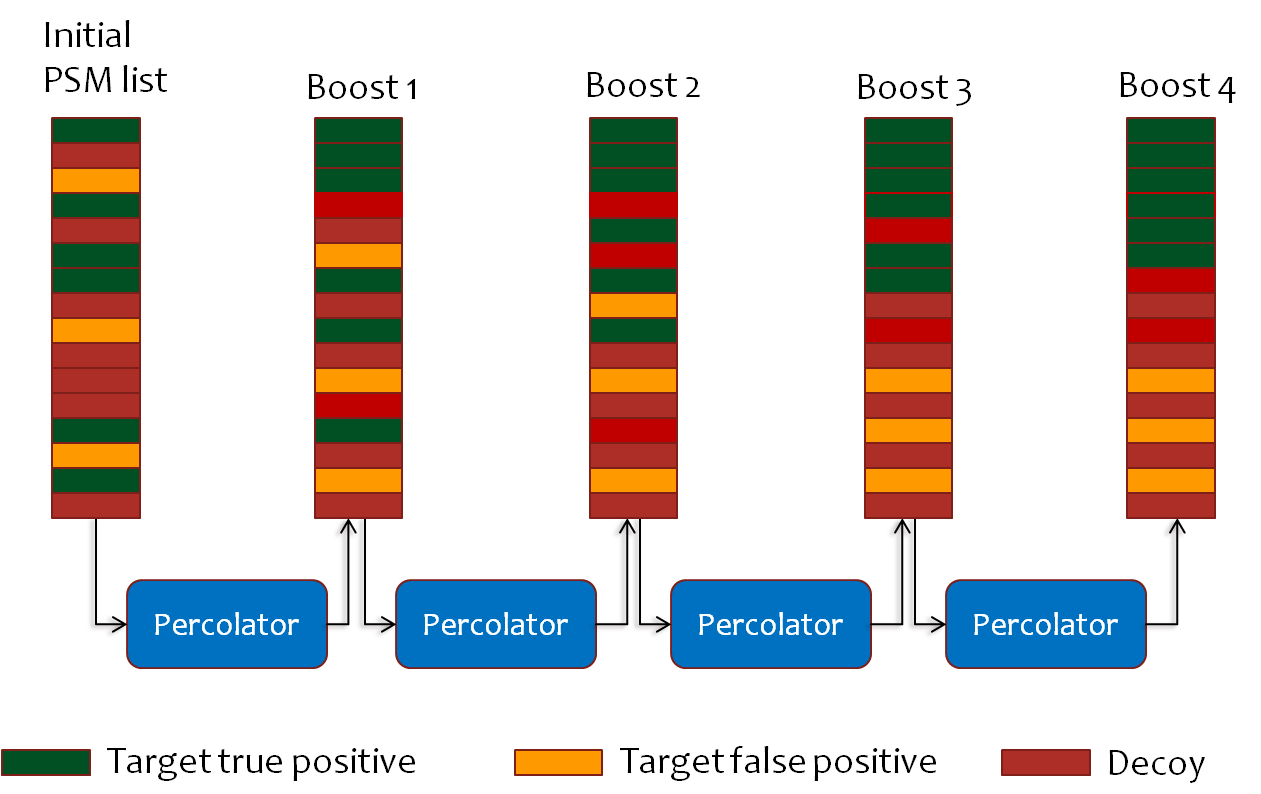 Initial
PSM list
Boost 1
Boost 2
Boost 3
Boost 4
Percolator
Percolator
Percolator
Percolator
Target true positive
Target false positive
Decoy